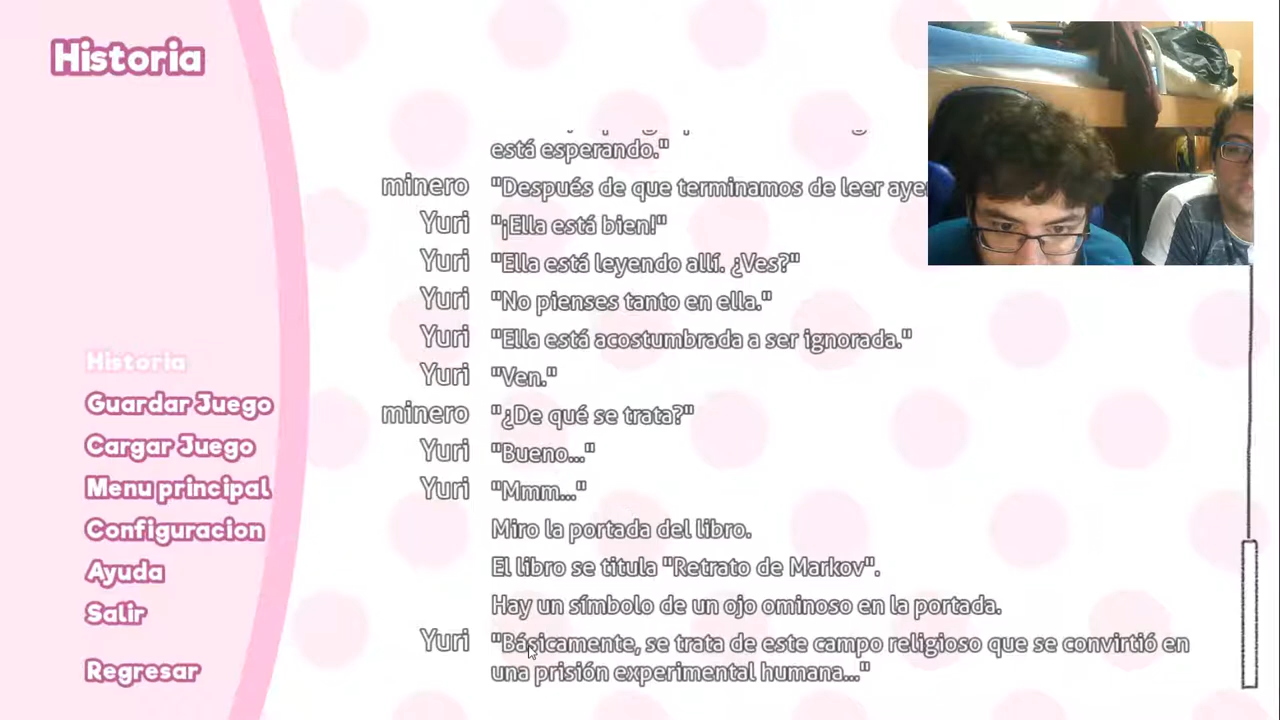 Historia
está esperando."
minero "Después de que terminamos de leer
Yuri "¡Ella está bien!"
Yuri "Ella está leyendo allí. ¿Ves?"
Yuri "No pienses tanto en ella."
Yuri "Ella está acostumbrada a ser ignorada."
Yuri "Ven."
minero "¿De qué se trata?"
Yuri "Bueno..."
Yuri "Mmm..."
Miro la portada del libro.
El libro se titula "Retrato de Markov".
Hay un símbolo de un ojo ominoso en la portada.
Yuri "Básicamente, se trata de este campo religioso que se convirtió en
una prisión experimental humana..."
Historia
Guardar Juego
Cargar Juego
Menu principal
Configuracion
Ayuda
Salir
Regresar